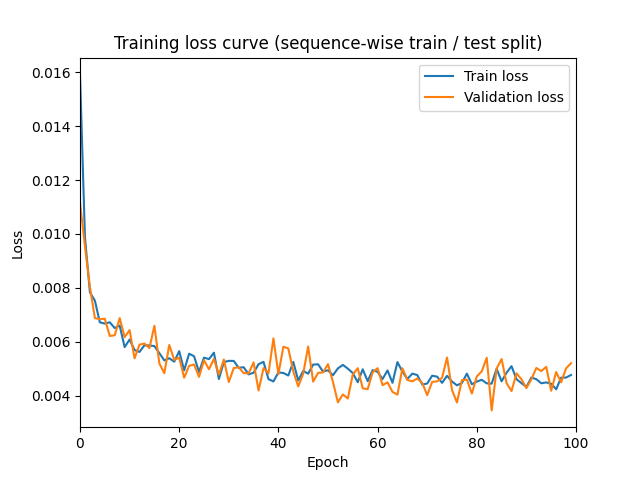 Training loss curve (sequence-wise train / test split)
Train loss
Validation loss
0.016
0.014
0.012
0.010
0.008
0.006
0.004
Loss
0
20
40
60
80
100
Epoch